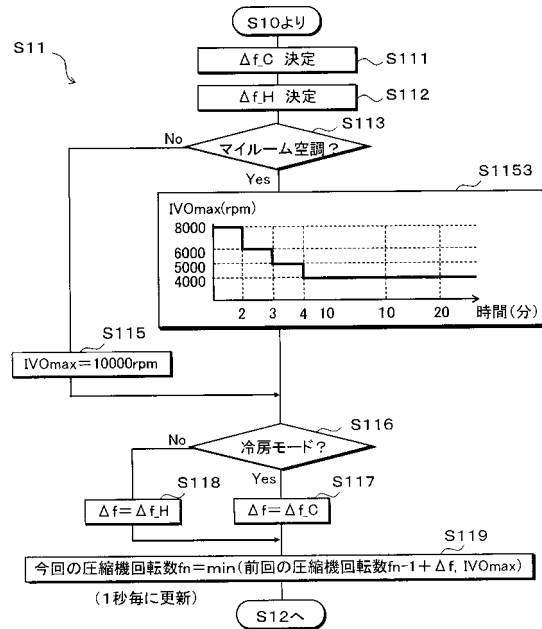 S10より
S11
Δf_C 決定
S111
Δf_H 決定
S112
S113
No
マイルーム空調？
Yes
S1153
IVOmax(rpm)
8000
6000
5000
4000
2 3 4 10 10 20 時間(分)
S115
IVOmax＝10000rpm
S116
No
冷房モード？
Yes
S118
S117
Δf＝Δf_H
Δf＝Δf_C
S119
今回の圧縮機回転数fn＝min(前回の圧縮機回転数fn-1＋Δf, IVOmax)
(1秒毎に更新)
S12へ